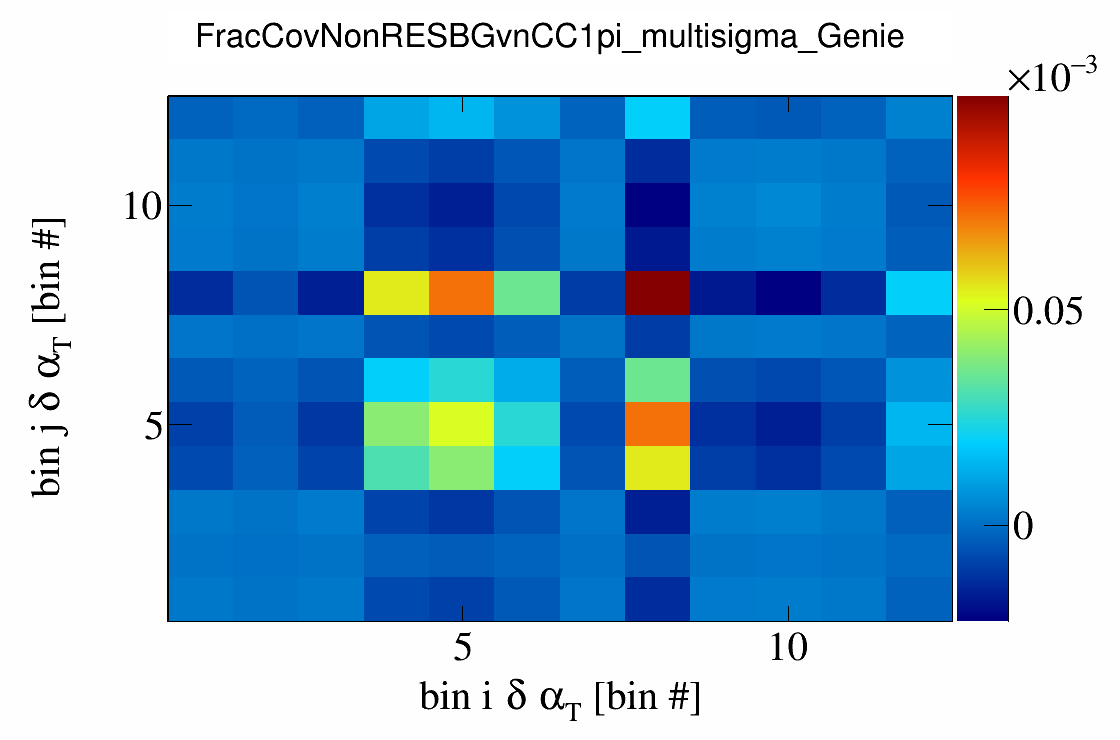 FracCovNonRESBGvnCC1pi_multisigma_Genie
×10⁻³
10
5
0.05
0
5
10
bin j δ α_T [bin #]
bin i δ α_T [bin #]